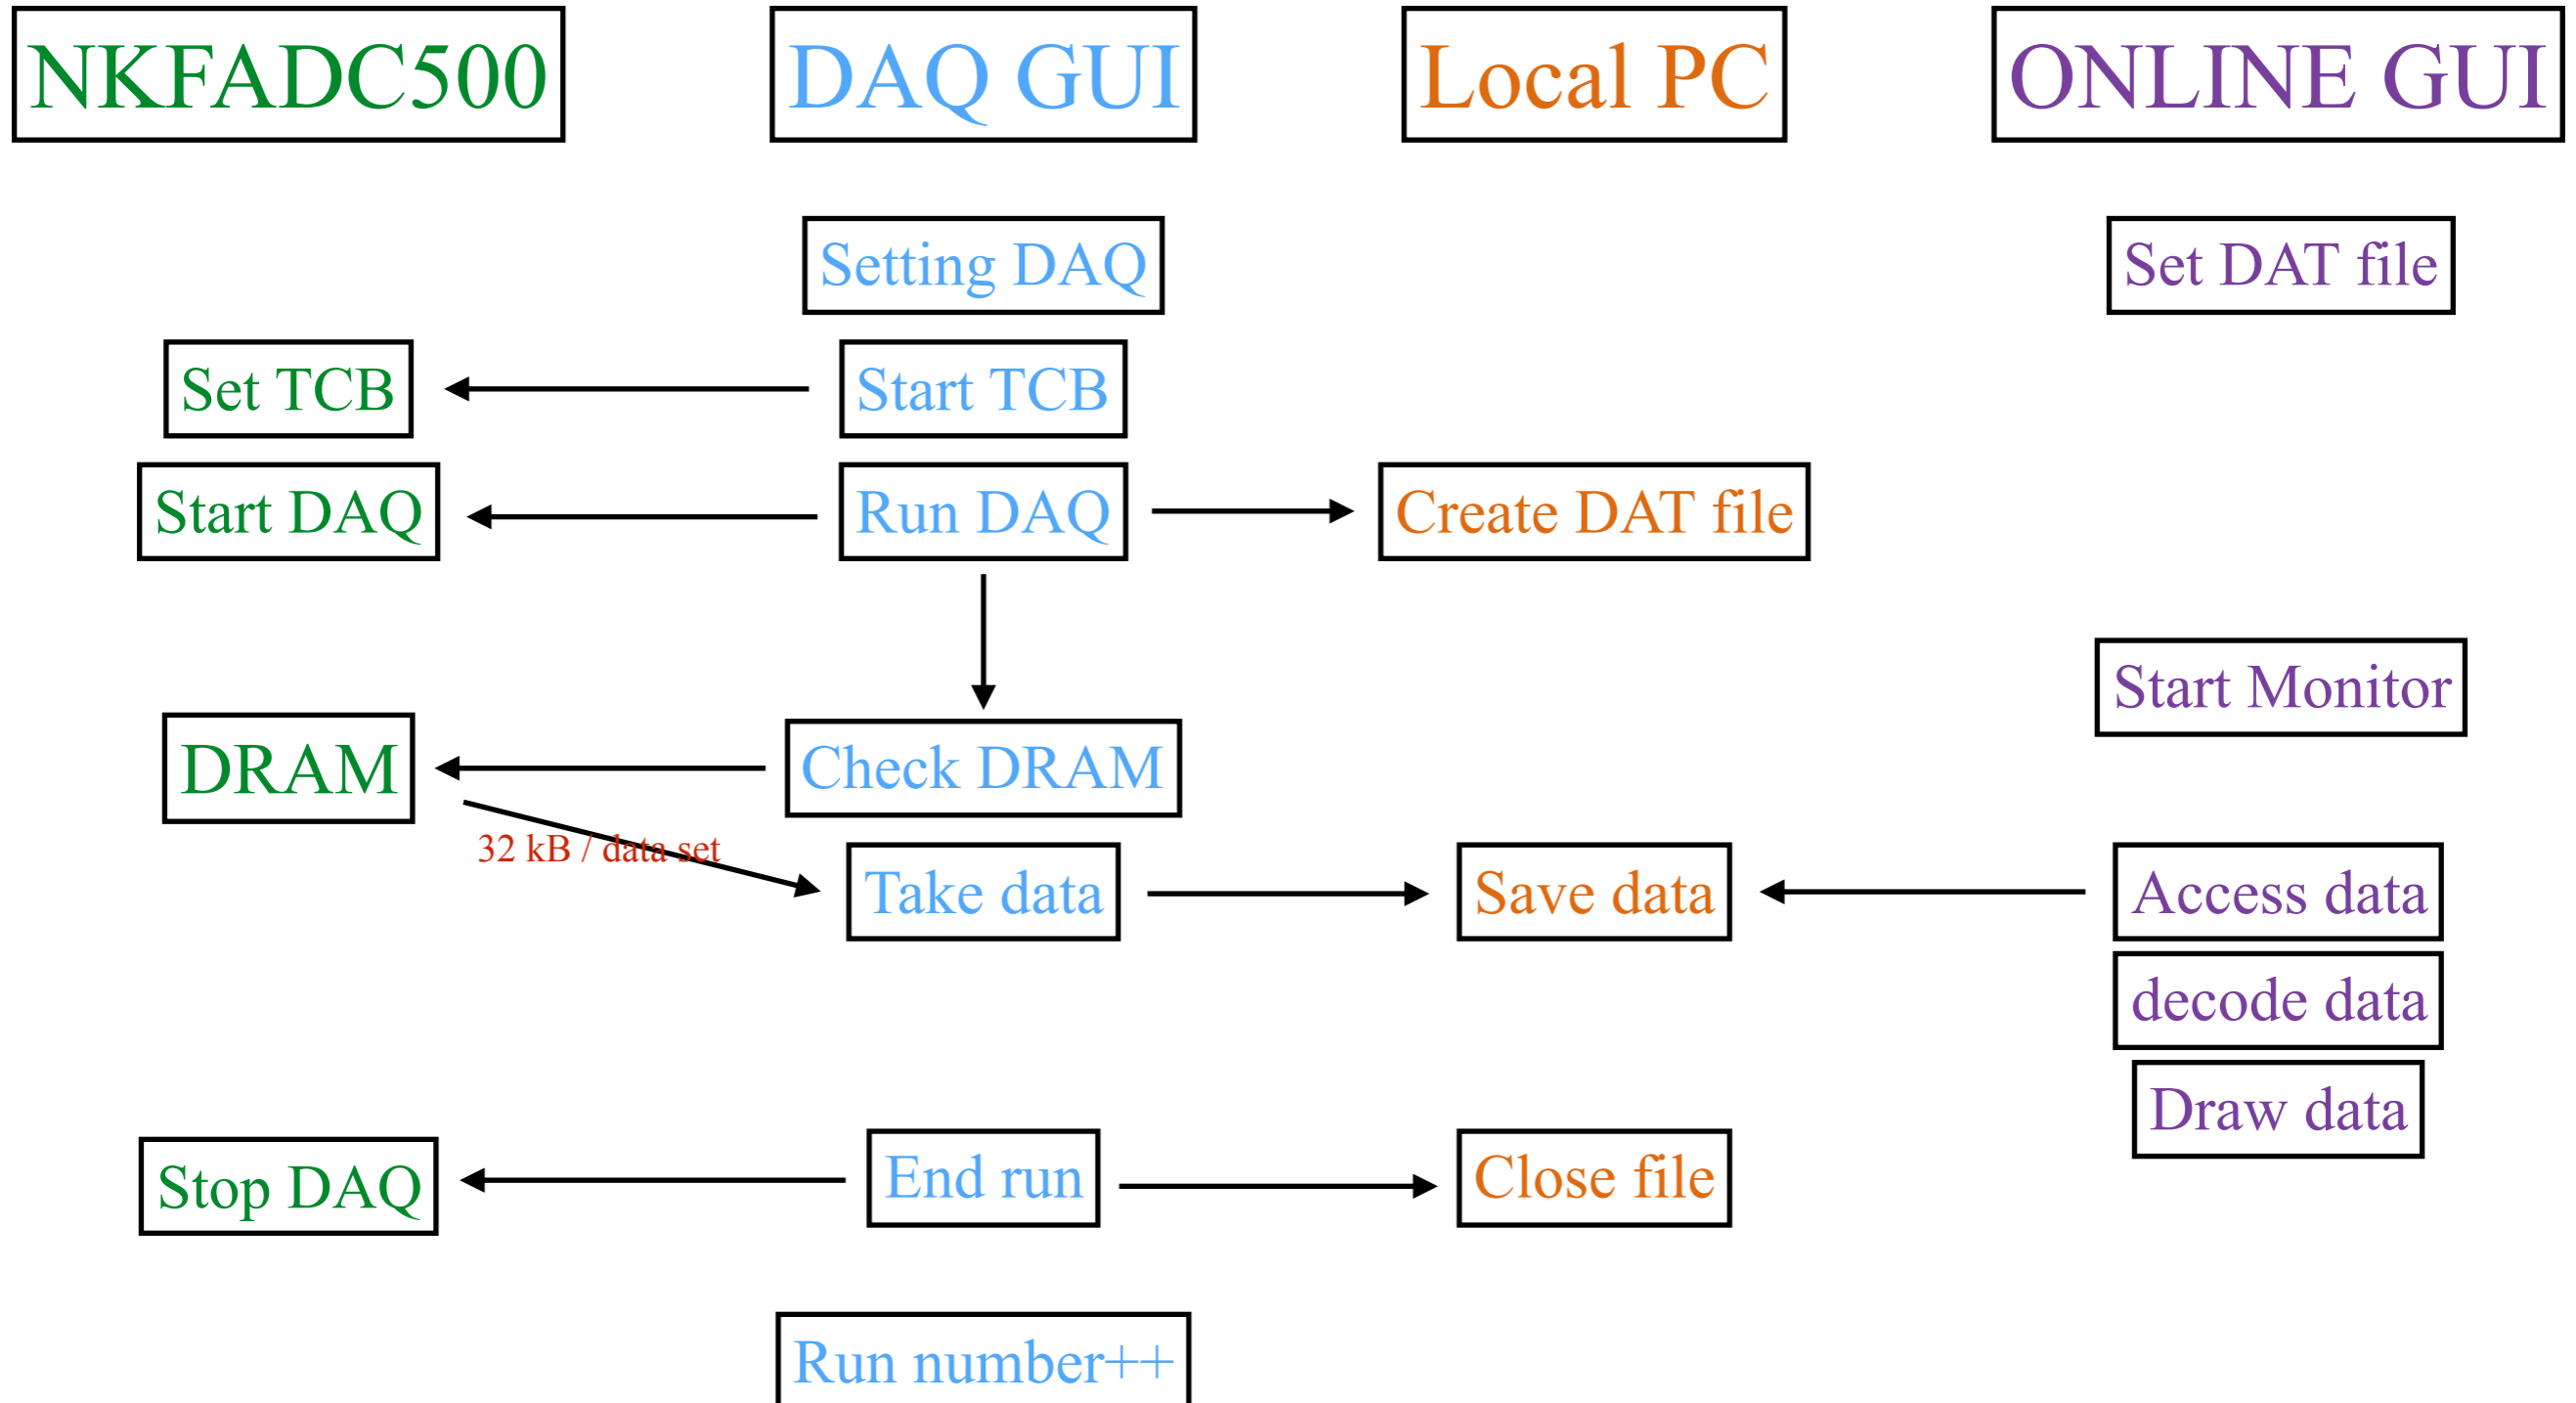 NKFADC500
DAQ GUI
Local PC
ONLINE GUI
Setting DAQ
Set DAT file
Set TCB
Start TCB
Start DAQ
Run DAQ
Create DAT file
Start Monitor
DRAM
Check DRAM
32 kB / data set
Take data
Save data
Access data
decode data
Draw data
Stop DAQ
End run
Close file
Run number++